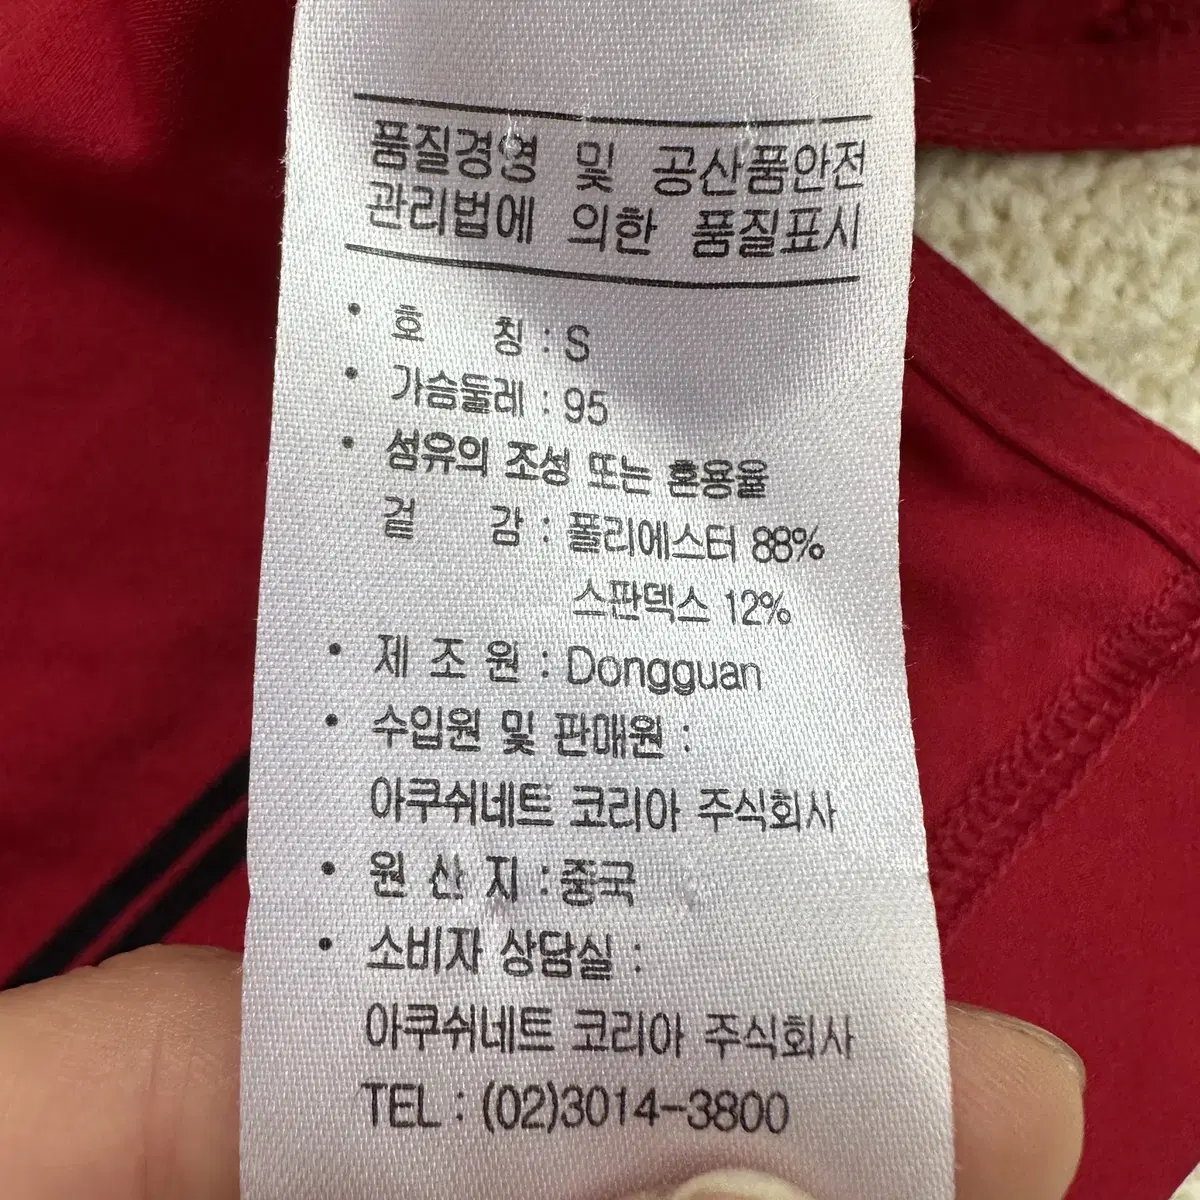 품질경영 및 공산품안전
관리법에 의한 품질표시
• 호 칭 : S
• 가슴둘레 : 95
• 섬유의 조성 또는 혼용율
겉 감 : 폴리에스터 88%
스판덱스 12%
• 제 조 원 : Dongguan
• 수입원 및 판매원 :
아쿠쉬네트 코리아 주식회사
• 원 산 지 : 중국
• 소비자 상담실 :
아쿠쉬네트 코리아 주식회사
TEL : (02)3014-3800